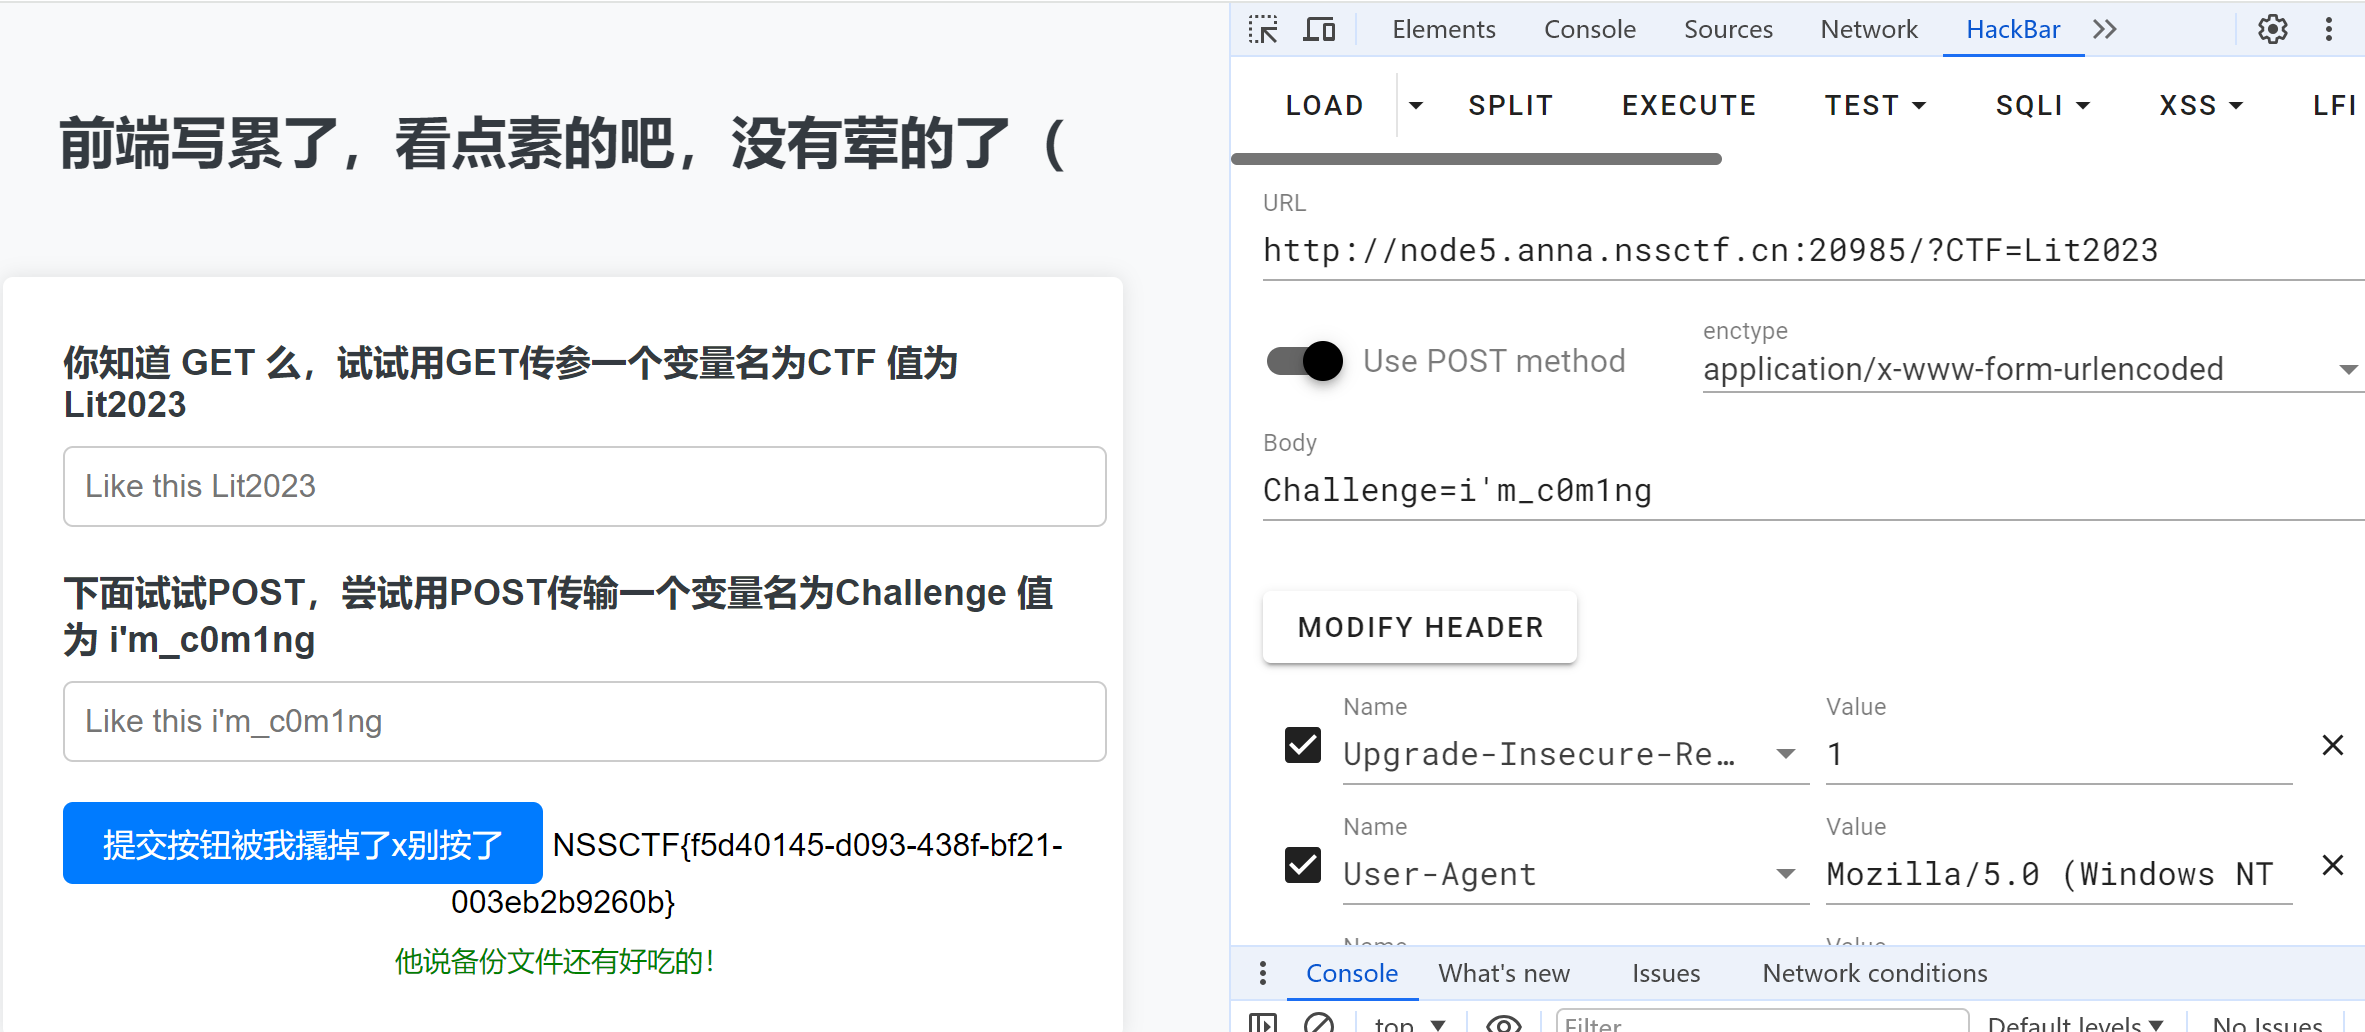 前端写累了，看点素的吧，没有荤的了（
你知道 GET 么，试试用GET传参一个变量名为CTF 值为
Lit2023
Like this Lit2023
下面试试POST，尝试用POST传输一个变量名为Challenge 值
为 i'm_c0m1ng
Like this i'm_c0m1ng
提交按钮被我撬掉了x别按了 NSSCTF{f5d40145-d093-438f-bf21-
003eb2b9260b}
他说备份文件还有好吃的！
Elements Console Sources Network HackBar
LOAD SPLIT EXECUTE TEST SQLI XSS LFI
URL
http://node5.anna.nssctf.cn:20985/?CTF=Lit2023
Use POST method
enctype
application/x-www-form-urlencoded
Body
Challenge=i'm_c0m1ng
MODIFY HEADER
Name Value
Upgrade-Insecure-Re… 1
Name Value
User-Agent Mozilla/5.0 (Windows NT
Name Value
Console What's new Issues Network conditions
top Filter Default levels No Issues